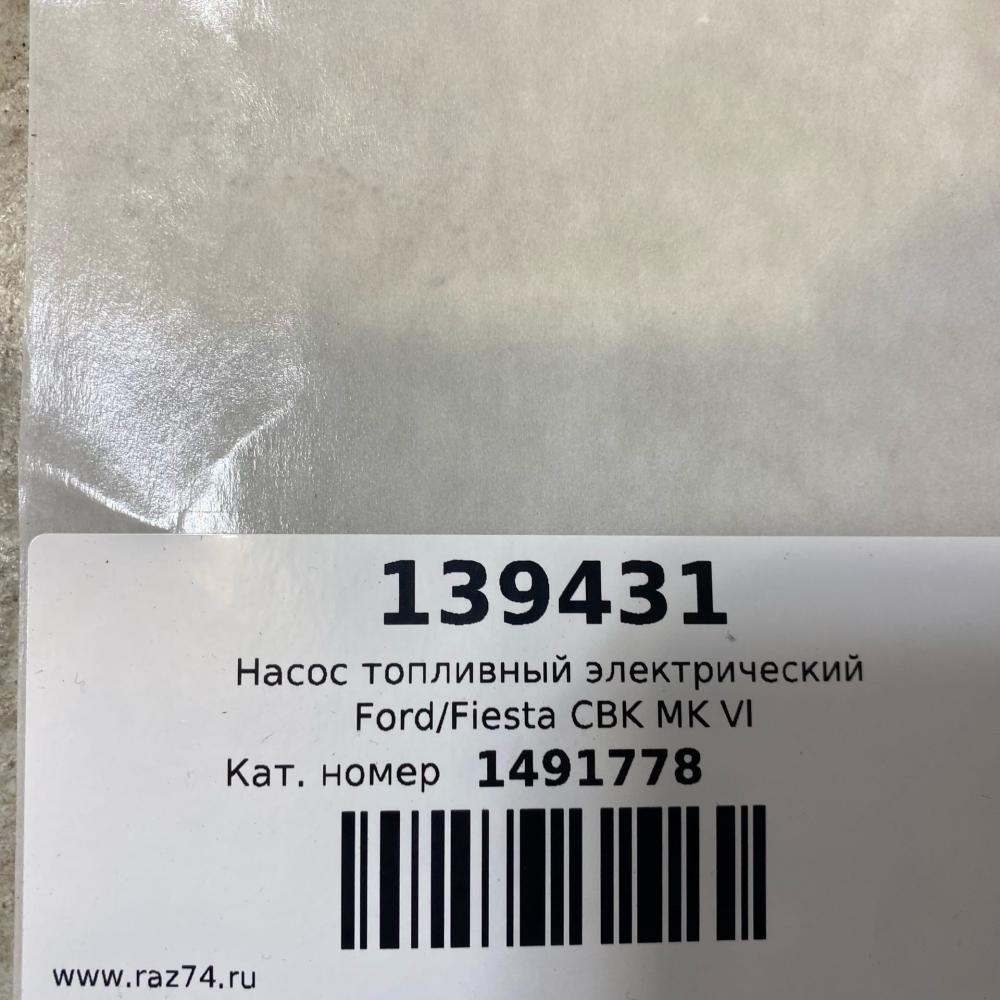 139431
Насос топливный электрический
Ford/Fiesta CBK MK VI
Кат. номер 1491778
www.raz74.ru